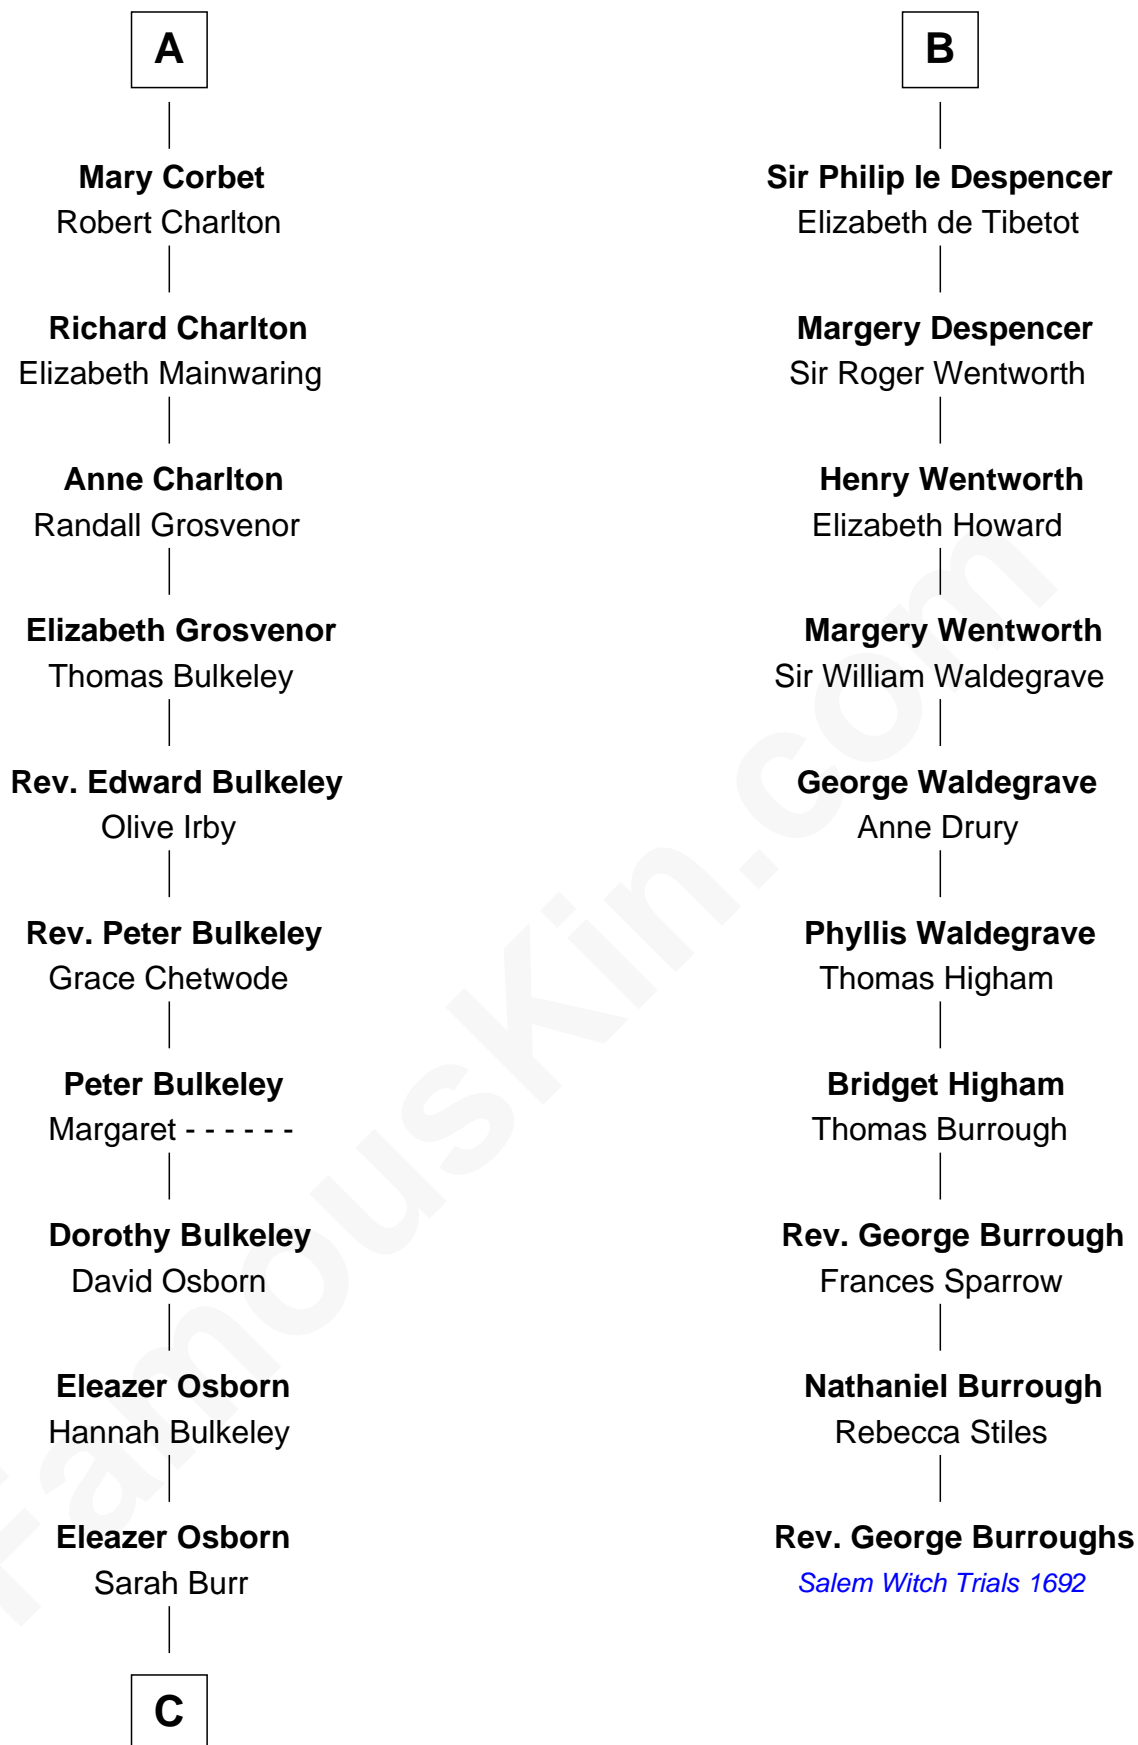 A
Mary Corbet
Robert Charlton
Richard Charlton
Elizabeth Mainwaring
Anne Charlton
Randall Grosvenor
Elizabeth Grosvenor
Thomas Bulkeley
Rev. Edward Bulkeley
Olive Irby
Rev. Peter Bulkeley
Grace Chetwode
Peter Bulkeley
Margaret - - - - - -
Dorothy Bulkeley
David Osborn
Eleazer Osborn
Hannah Bulkeley
Eleazer Osborn
Sarah Burr
C
B
Sir Philip le Despencer
Elizabeth de Tibetot
Margery Despencer
Sir Roger Wentworth
Henry Wentworth
Elizabeth Howard
Margery Wentworth
Sir William Waldegrave
George Waldegrave
Anne Drury
Phyllis Waldegrave
Thomas Higham
Bridget Higham
Thomas Burrough
Rev. George Burrough
Frances Sparrow
Nathaniel Burrough
Rebecca Stiles
Rev. George Burroughs
Salem Witch Trials 1692
FamousKin.com